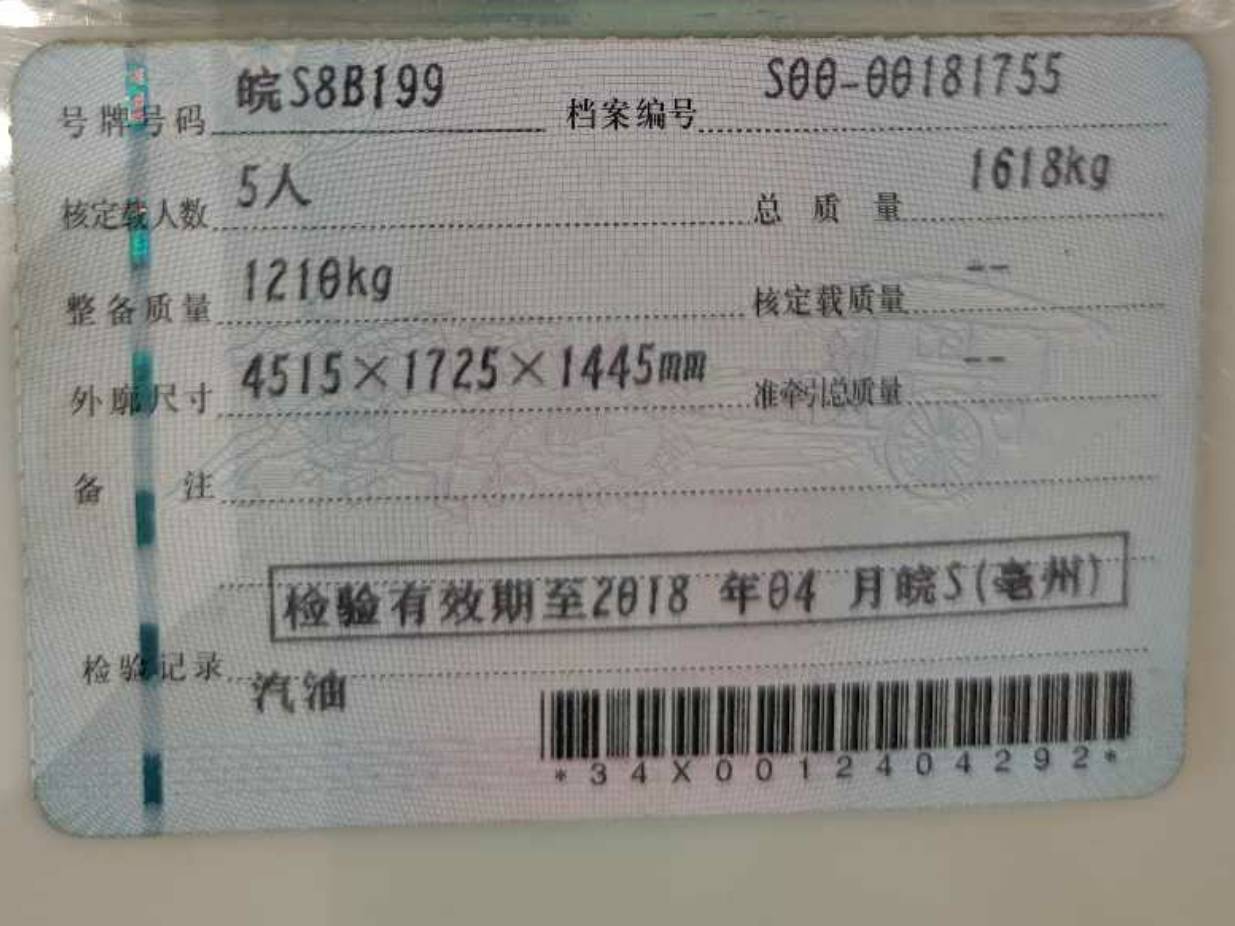 号牌号码 皖S8B199 档案编号 S00-00181755
核定载人数 5人 总质量 1618kg
整备质量 1210kg 核定载质量 --
外廓尺寸 4515×1725×1445mm 准牵引总质量 --
备注
检验有效期至2018 年04 月皖S(亳州)
检验记录
汽油
*34X0012404292*